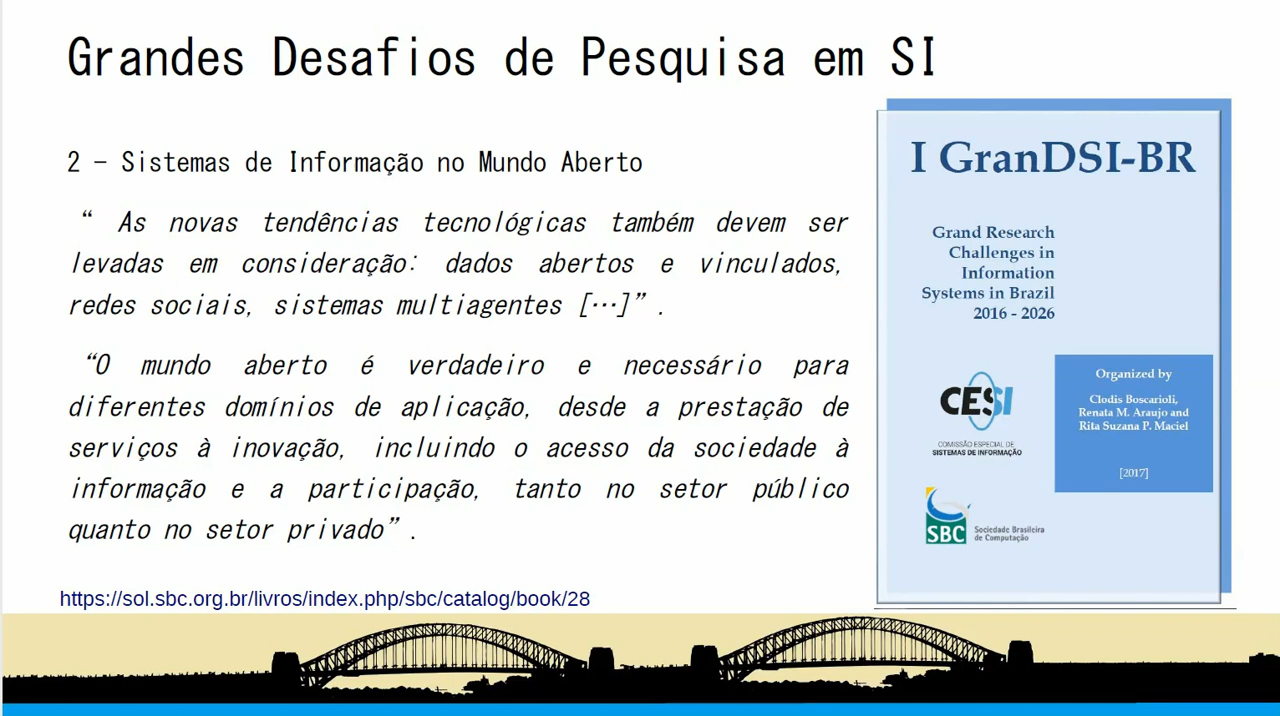 Grandes Desafios de Pesquisa em SI
2 – Sistemas de Informação no Mundo Aberto
“ As novas tendências tecnológicas também devem ser
levadas em consideração: dados abertos e vinculados,
redes sociais, sistemas multiagentes […]”.
“O mundo aberto é verdadeiro e necessário para
diferentes domínios de aplicação, desde a prestação de
serviços à inovação, incluindo o acesso da sociedade à
informação e a participação, tanto no setor público
quanto no setor privado”.
https://sol.sbc.org.br/livros/index.php/sbc/catalog/book/28
I GranDSI-BR
Grand Research
Challenges in
Information
Systems in Brazil
2016 - 2026
CESI
COMISSÃO ESPECIAL DE
SISTEMAS DE INFORMAÇÃO
Organized by
Clodis Boscarioli,
Renata M. Araujo and
Rita Suzana P. Maciel
[2017]
SBC
Sociedade Brasileira
de Computação